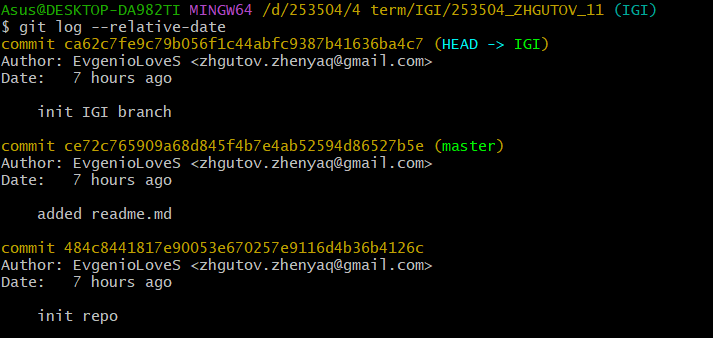 Asus@DESKTOP-DA982TI MINGW64 /d/253504/4 term/IGI/253504_ZHGUTOV_11 (IGI)
$ git log --relative-date
commit ca62c7fe9c79b056f1c44abfc9387b41636ba4c7 (HEAD -> IGI)
Author: EvgenioLoveS <zhgutov.zhenyaq@gmail.com>
Date:   7 hours ago
    init IGI branch
commit ce72c765909a68d845f4b7e4ab52594d86527b5e (master)
Author: EvgenioLoveS <zhgutov.zhenyaq@gmail.com>
Date:   7 hours ago
    added readme.md
commit 484c8441817e90053e670257e9116d4b36b4126c
Author: EvgenioLoveS <zhgutov.zhenyaq@gmail.com>
Date:   7 hours ago
    init repo